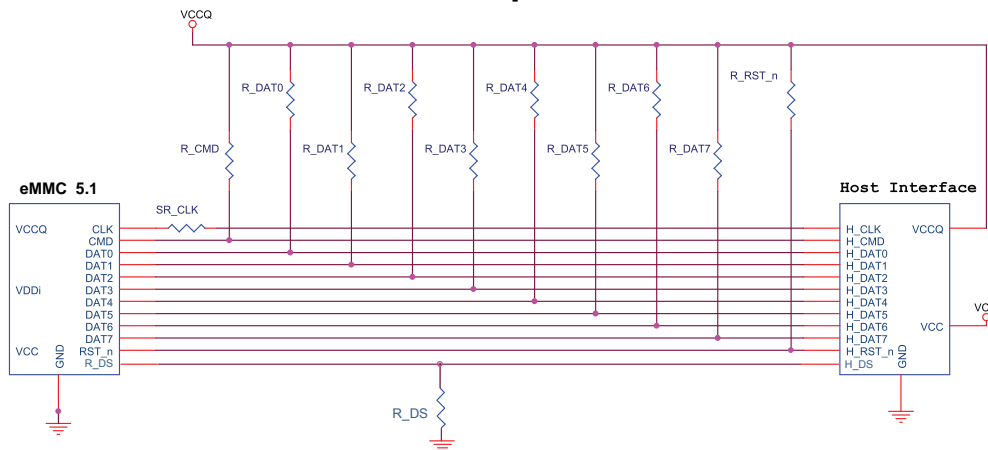 VCCQ
R_RST_n
R_DAT0
R_DAT2
R_DAT4
R_DAT6
R_CMD
R_DAT1
R_DAT3
R_DAT5
R_DAT7
eMMC 5.1
Host Interface
SR_CLK
VCCQ
CLK
CMD
DAT0
DAT1
DAT2
VDDi
DAT3
DAT4
DAT5
DAT6
DAT7
VCC
RST_n
R_DS
GND
H_CLK
VCCQ
H_CMD
H_DAT0
H_DAT1
H_DAT2
H_DAT3
H_DAT4
H_DAT5
H_DAT6
VCC
H_DAT7
H_RST_n
H_DS
GND
R_DS